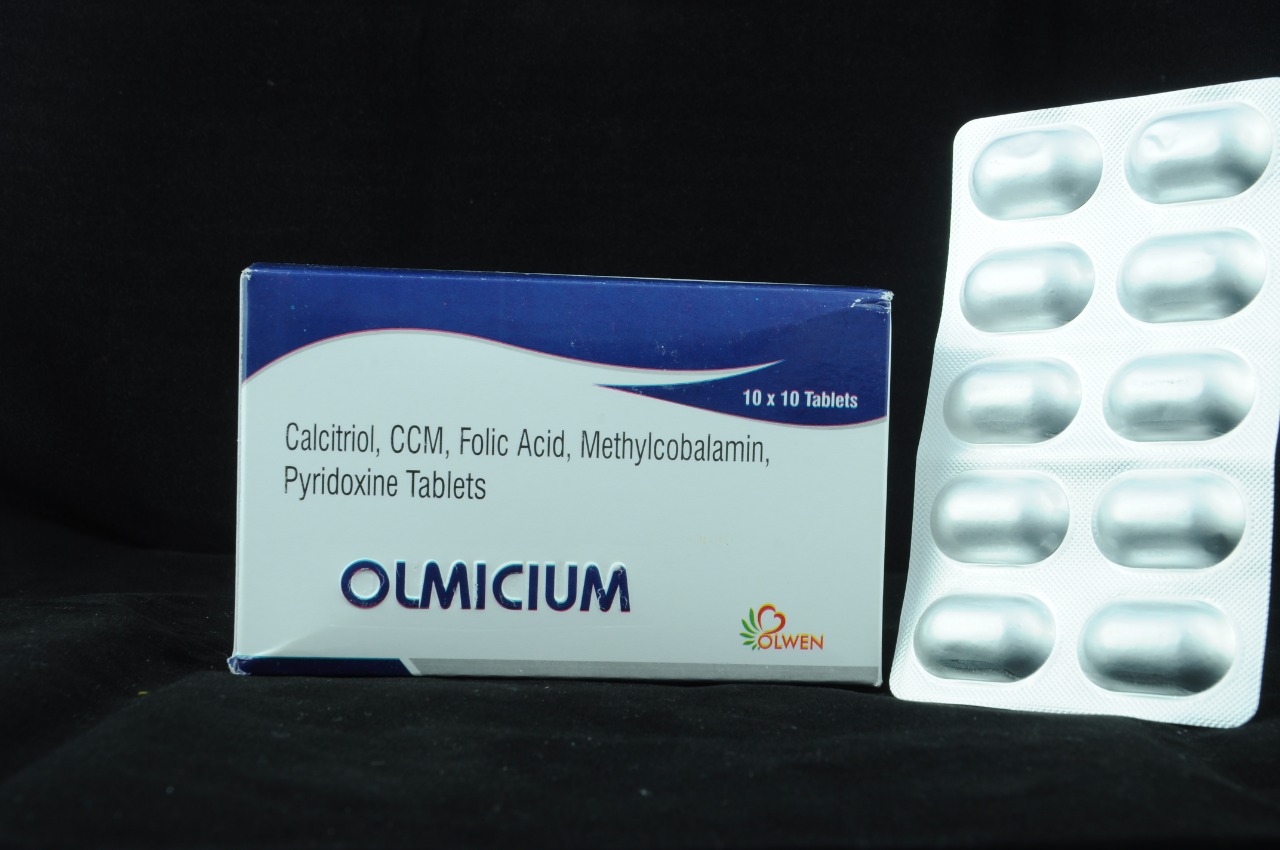 10 x 10 Tablets
Calcitriol, CCM, Folic Acid, Methylcobalamin,
Pyridoxine Tablets
OLMICIUM
OLWEN